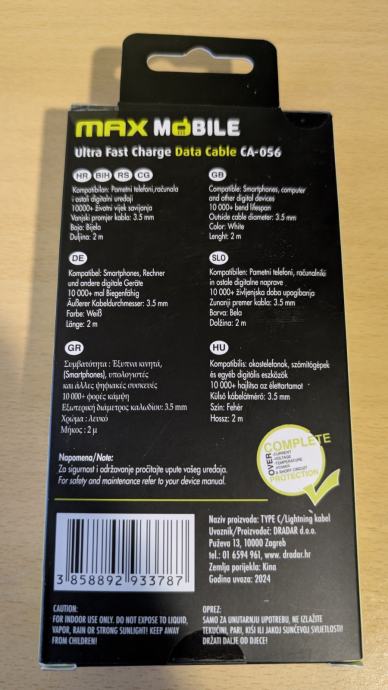 MAX MOBILE
Ultra Fast Charge Data Cable CA-056
HR BIH RS CG
Kompatibilan: Pametni telefoni,računala
i ostali digitalni uređaji
10000+ životni vijek savijanja
Vanjski promjer kabla: 3.5 mm
Boja: Bijela
Duljina: 2 m
GB
Compatible: Smartphones, computer
and other digital devices
10 000+ bend lifespan
Outside cable diameter: 3.5 mm
Color: White
Lenght: 2 m
DE
Kompatibel: Smartphones, Rechner
und andere digitale Geräte
10 000+ mal Biegenfähig
Äußerer Kabeldurchmesser: 3.5 mm
Farbe: Weiß
Länge: 2 m
SLO
Kompatibilen: Pametni telefoni, računalniki
in ostale digitalne naprave
10 000+ življenjska doba upogibanja
Zunanji premer kabla: 3.5 mm
Barva: Bela
Dolžina: 2 m
GR
Συμβατότητα : Έξυπνα κινητά,
(Smartphones), υπολογιστές
και άλλες ψηφιακές συσκευές
10 000+ φορές κάμψη
Εξωτερική διάμετρος καλωδίου: 3.5 mm
Χρώμα : Λευκό
Μήκος : 2 μ
HU
Kompatibilis: okostelefonok, számítógépek
és egyéb digitális eszközök
10 000+ hajlítsa az élettartamot
Külső kábelátmérő: 3.5 mm
Szín: Fehér
Hossz: 2 m
Napomena/Note:
Za sigurnost i održavanje pročitajte upute vašeg uređaja.
For safety and maintenance refer to your device manual.
COMPLETE
OVER
CURRENT
VOLTAGE
TEMPERATURE
POWER
& SHORT CIRCUIT
PROTECTION
3 858892 933787
Naziv proizvoda: TYPE C/Lightning kabel
Uvoznik/Proizvođač: DRADAR d.o.o.
Puževa 13, 10000 Zagreb
tel.: 01 6594 961, www. dradar.hr
Zemlja porijekla: Kina
Godina uvoza: 2024
CAUTION:
FOR INDOOR USE ONLY. DO NOT EXPOSE TO LIQUID,
VAPOR, RAIN OR STRONG SUNLIGHT! KEEP AWAY
FROM CHILDREN!
OPREZ:
SAMO ZA UNUTARNJU UPOTREBU, NE IZLAŽITE
TEKUĆINI, PARI, KIŠI ILI JAKOJ SUNČEVOJ SVJETLOSTI!
DRŽATI DALJE OD DJECE!